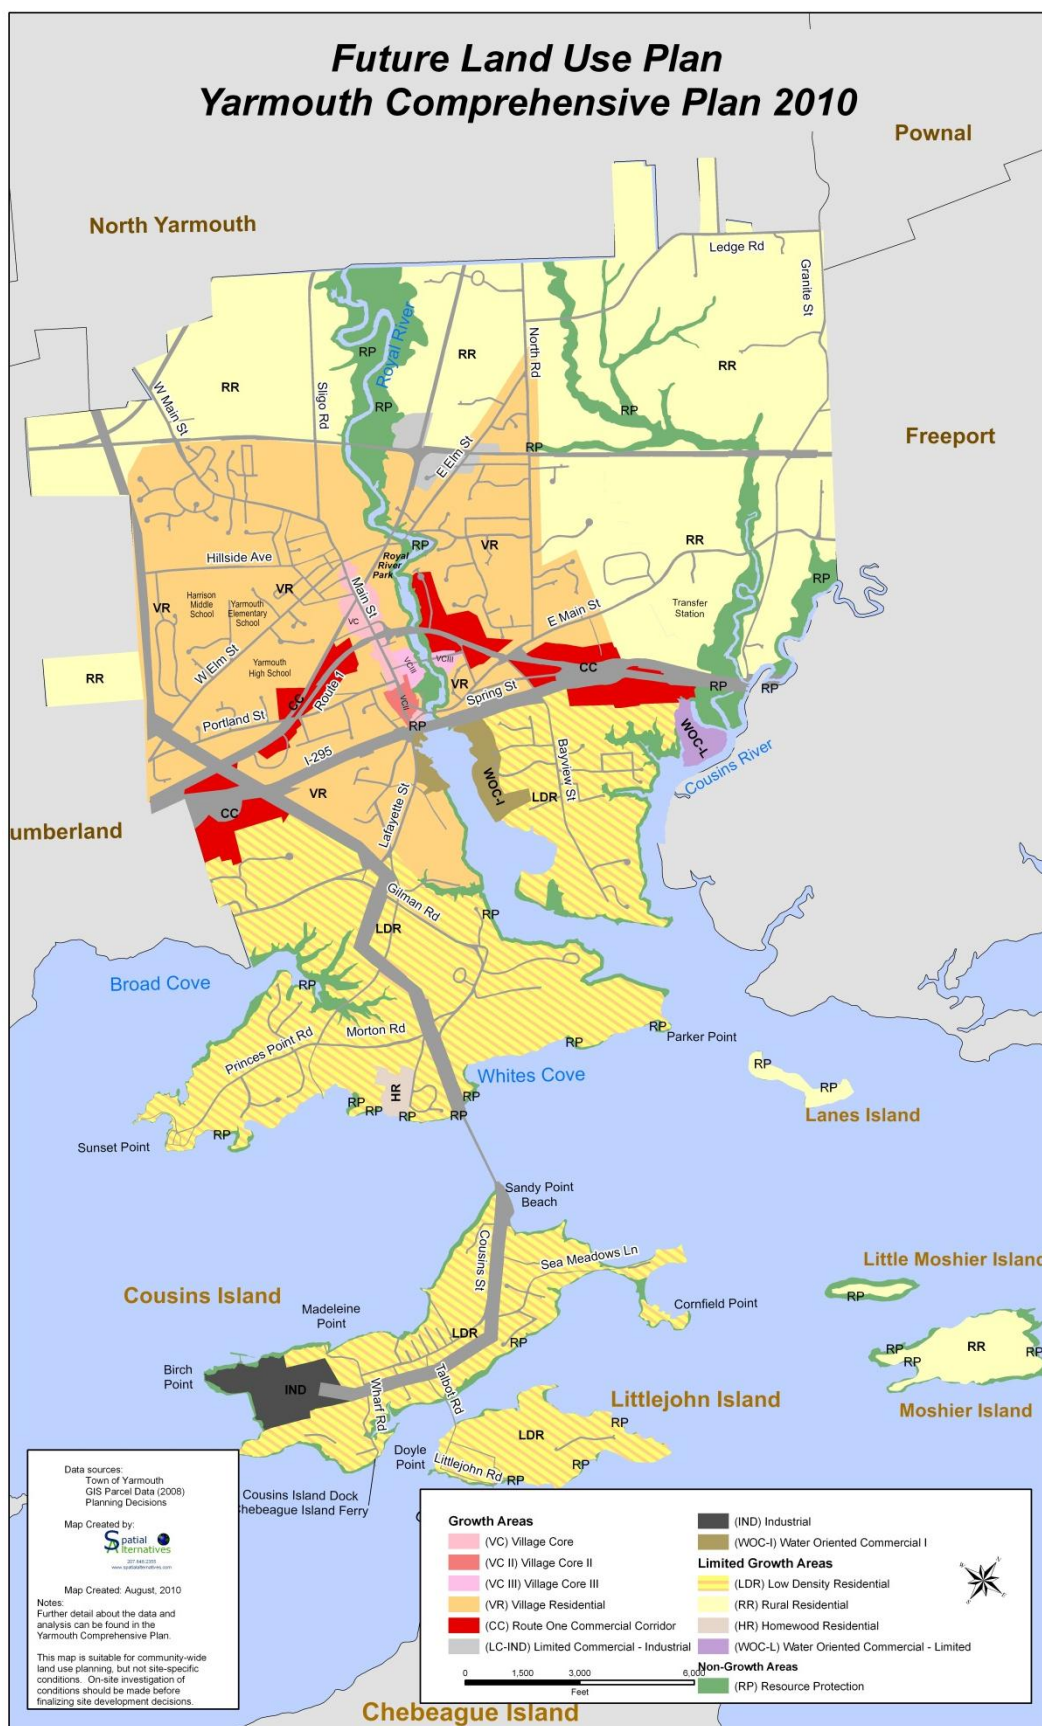 Future Land Use Plan
Yarmouth Comprehensive Plan 2010
Pownal
North Yarmouth
Ledge Rd
Granite St
Royal River
North Rd
RP
RR
RR
RR
Sligo Rd
W Main St
RP
RP
Freeport
E Elm St
RP
Hillside Ave
RP
VR
RR
RP
Royal
River
Park
Main St
VR
VR
Harrison
Middle
School
Yarmouth
Elementary
School
E Main St
Transfer
Station
VC
W Elm St
Yarmouth
High School
VCIII
VCIII
CC
RR
VR
RP
RP
Spring St
CC
Route 1
VCII
Portland St
RP
WOC-L
I-295
Bayview St
Cousins River
WOC-I
LDR
VR
CC
Lafayette St
umberland
Gilman Rd
RP
LDR
Broad Cove
RP
Morton Rd
Princes Point Rd
RP
Parker Point
RP
Whites Cove
RP
RP
HR
RP
RP
RP
RP
RP
RP
Lanes Island
Sunset Point
RP
Sandy Point
Beach
Cousins St
Sea Meadows Ln
Little Moshier Island
RP
Cousins Island
Madeleine
Point
Cornfield Point
LDR
RP
RP
RR
RP
RP
Birch
Point
IND
Talbot Rd
Wharf Rd
Littlejohn Island
Moshier Island
RP
LDR
Doyle
Point
Littlejohn Rd
RP
RP
Cousins Island Dock
Chebeague Island Ferry
Data sources:
Town of Yarmouth
GIS Parcel Data (2008)
Planning Decisions
Map Created by:
Spatial
Alternatives
www.spatialalternatives.com
Map Created: August, 2010
Notes:
Further detail about the data and
analysis can be found in the
Yarmouth Comprehensive Plan.
This map is suitable for community-wide
land use planning, but not site-specific
conditions. On-site investigation of
conditions should be made before
finalizing site development decisions.
Growth Areas
(VC) Village Core
(VC II) Village Core II
(VC III) Village Core III
(VR) Village Residential
(CC) Route One Commercial Corridor
(LC-IND) Limited Commercial - Industrial
0 1,500 3,000 6,000
Feet
(IND) Industrial
(WOC-I) Water Oriented Commercial I
Limited Growth Areas
(LDR) Low Density Residential
(RR) Rural Residential
(HR) Homewood Residential
(WOC-L) Water Oriented Commercial - Limited
Non-Growth Areas
(RP) Resource Protection
Chebeague Island